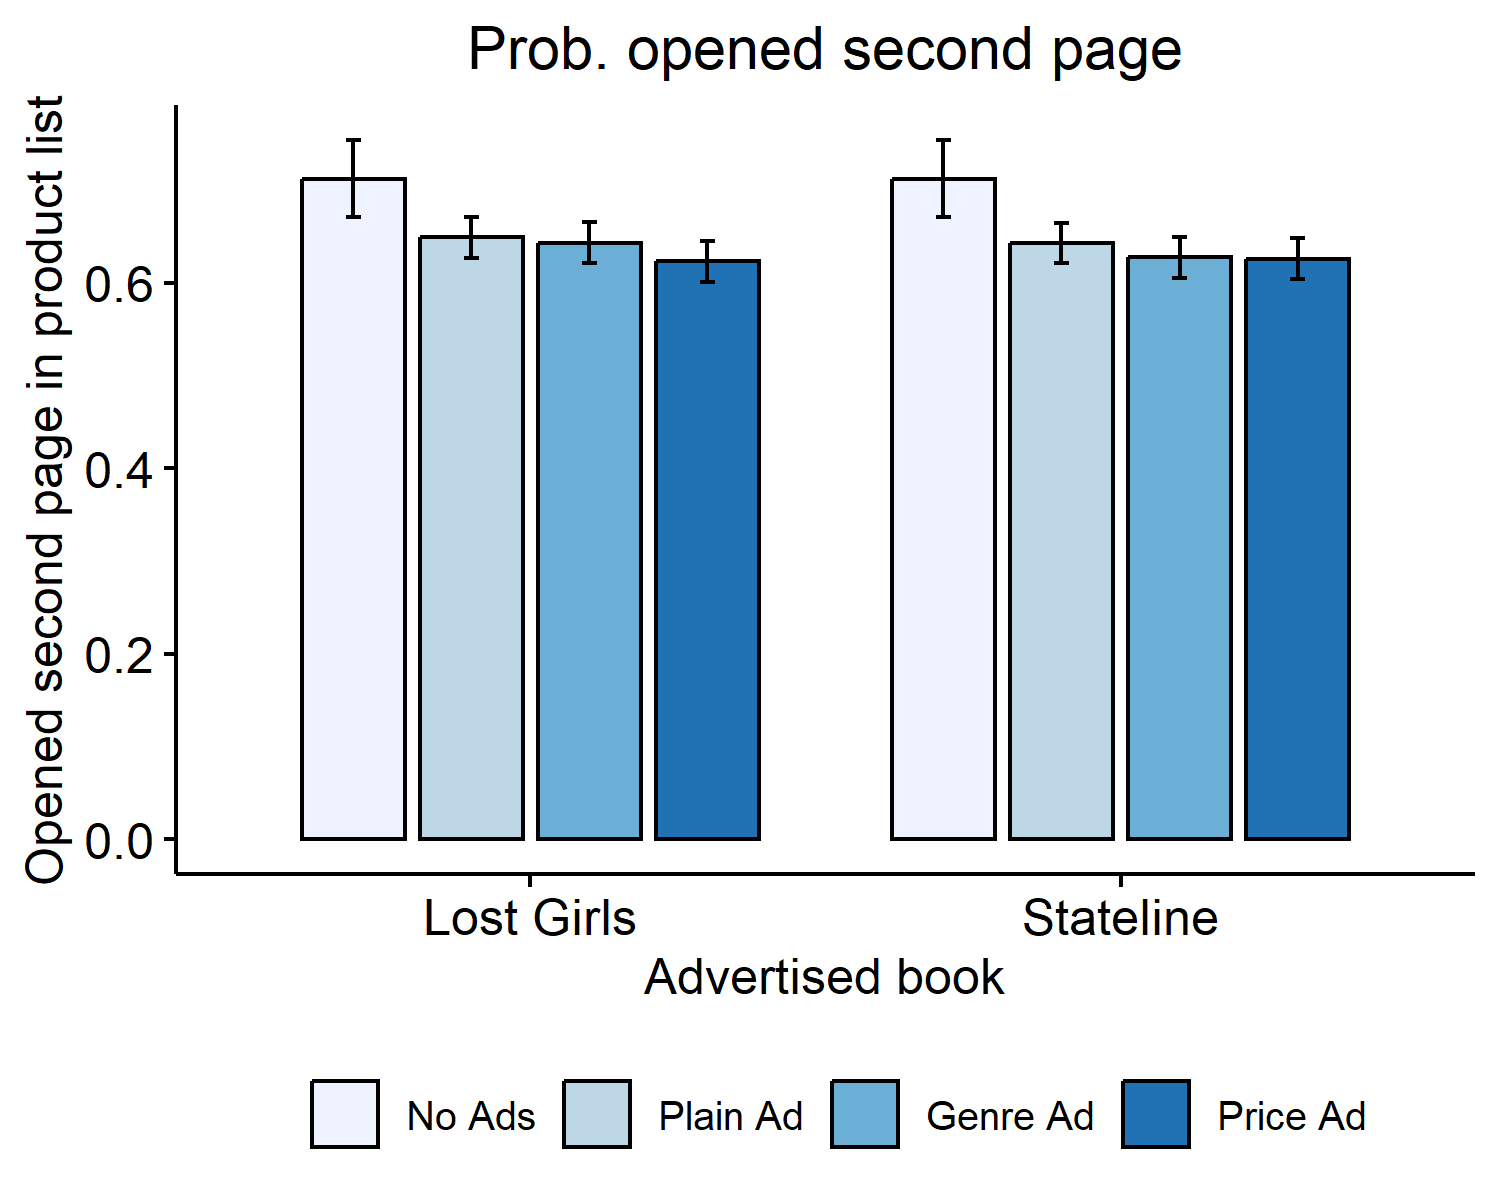 Prob. opened second page
Opened second page in product list
0.6
0.4
0.2
0.0
Lost Girls
Stateline
Advertised book
No Ads
Plain Ad
Genre Ad
Price Ad